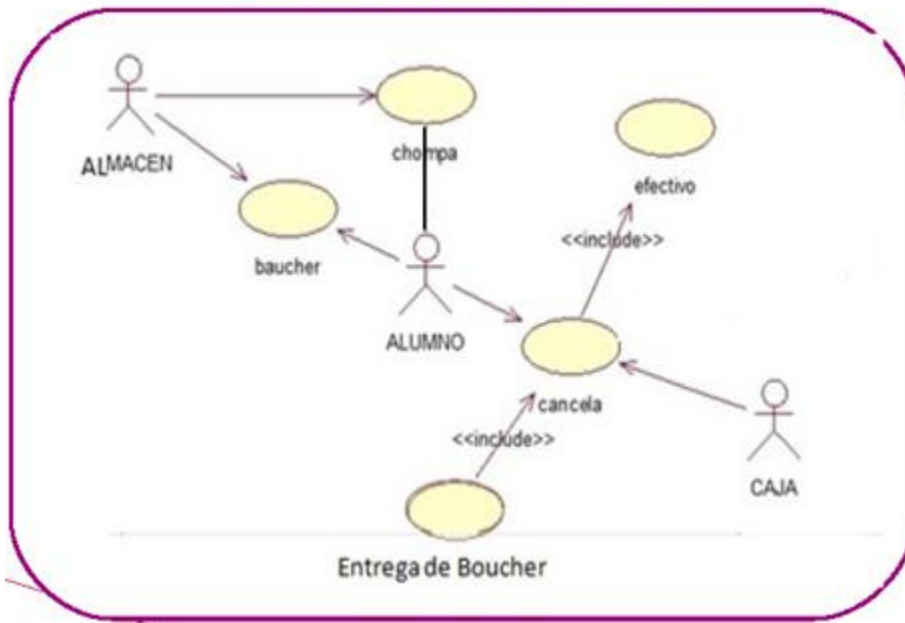 ALMACEN
chompa
efectivo
<<include>>
baucher
ALUMNO
cancela
<<include>>
CAJA
Entrega de Boucher